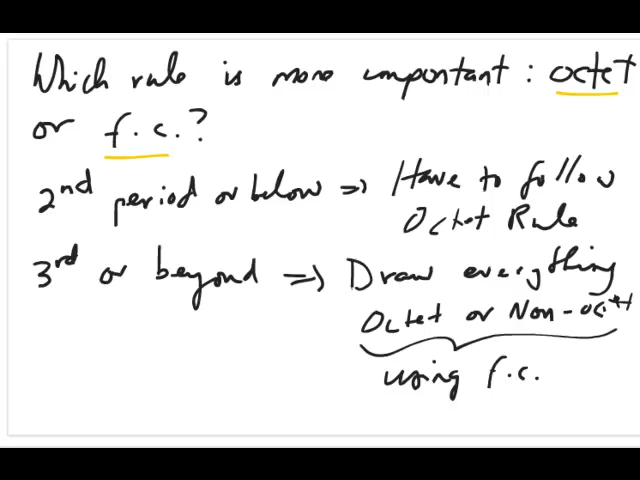 Which rule is more important: octet
or f.c.?
2nd period or below => Have to follow
Octet Rule
3rd or beyond => Draw everything
Octet or Non-octet
using f.c.